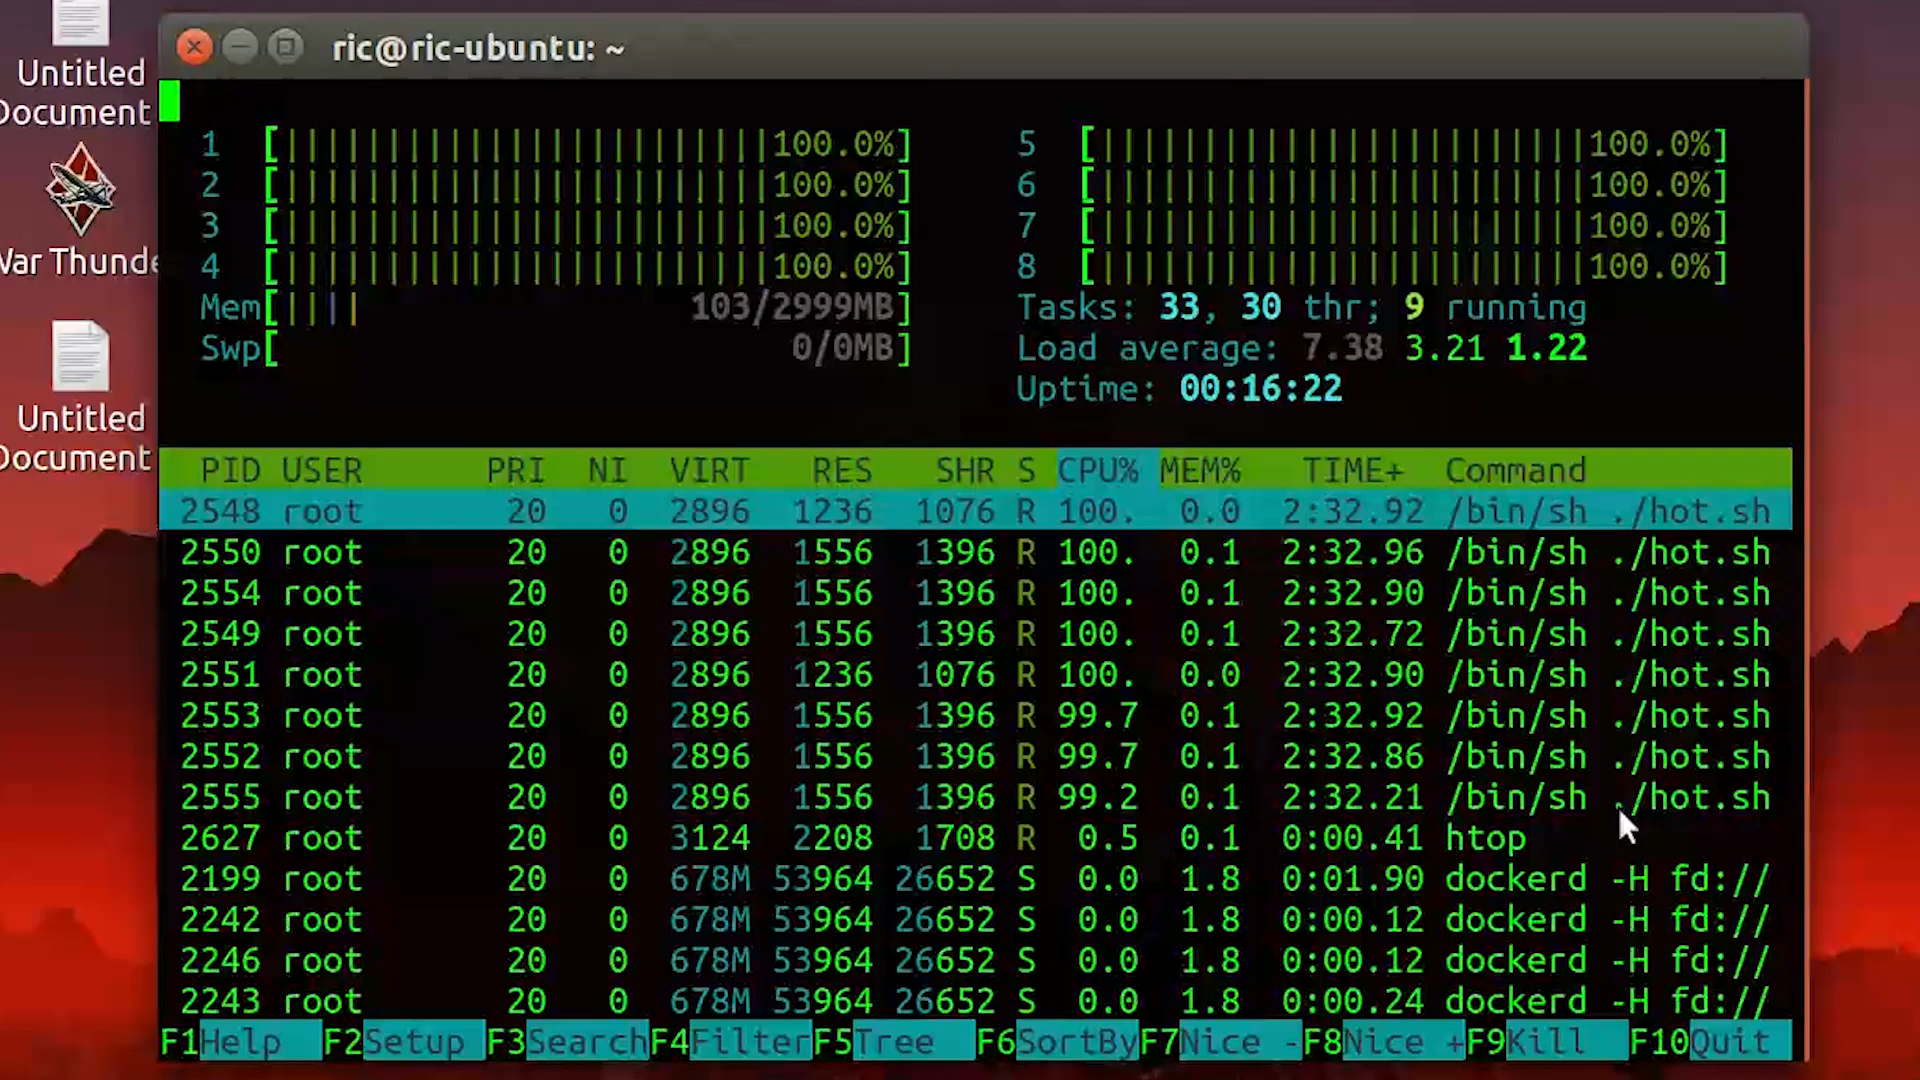 Untitled
Document
War Thunde
Untitled
Document
ric@ric-ubuntu: ~
1 [|||||||||||||||||||||||||100.0%] 5 [|||||||||||||||||||||||||100.0%]
2 [|||||||||||||||||||||||||100.0%] 6 [|||||||||||||||||||||||||100.0%]
3 [|||||||||||||||||||||||||100.0%] 7 [|||||||||||||||||||||||||100.0%]
4 [|||||||||||||||||||||||||100.0%] 8 [|||||||||||||||||||||||||100.0%]
Mem[|||| 103/2999MB] Tasks: 33, 30 thr; 9 running
Swp[ 0/0MB] Load average: 7.38 3.21 1.22
Uptime: 00:16:22
PID USER PRI NI VIRT RES SHR S CPU% MEM% TIME+ Command
2548 root 20 0 2896 1236 1076 R 100. 0.0 2:32.92 /bin/sh ./hot.sh
2550 root 20 0 2896 1556 1396 R 100. 0.1 2:32.96 /bin/sh ./hot.sh
2554 root 20 0 2896 1556 1396 R 100. 0.1 2:32.90 /bin/sh ./hot.sh
2549 root 20 0 2896 1556 1396 R 100. 0.1 2:32.72 /bin/sh ./hot.sh
2551 root 20 0 2896 1236 1076 R 100. 0.0 2:32.90 /bin/sh ./hot.sh
2553 root 20 0 2896 1556 1396 R 99.7 0.1 2:32.92 /bin/sh ./hot.sh
2552 root 20 0 2896 1556 1396 R 99.7 0.1 2:32.86 /bin/sh ./hot.sh
2555 root 20 0 2896 1556 1396 R 99.2 0.1 2:32.21 /bin/sh ./hot.sh
2627 root 20 0 3124 2208 1708 R 0.5 0.1 0:00.41 htop
2199 root 20 0 678M 53964 26652 S 0.0 1.8 0:01.90 dockerd -H fd://
2242 root 20 0 678M 53964 26652 S 0.0 1.8 0:00.12 dockerd -H fd://
2246 root 20 0 678M 53964 26652 S 0.0 1.8 0:00.12 dockerd -H fd://
2243 root 20 0 678M 53964 26652 S 0.0 1.8 0:00.24 dockerd -H fd://
F1Help F2Setup F3SearchF4FilterF5Tree F6SortByF7Nice -F8Nice +F9Kill F10Quit